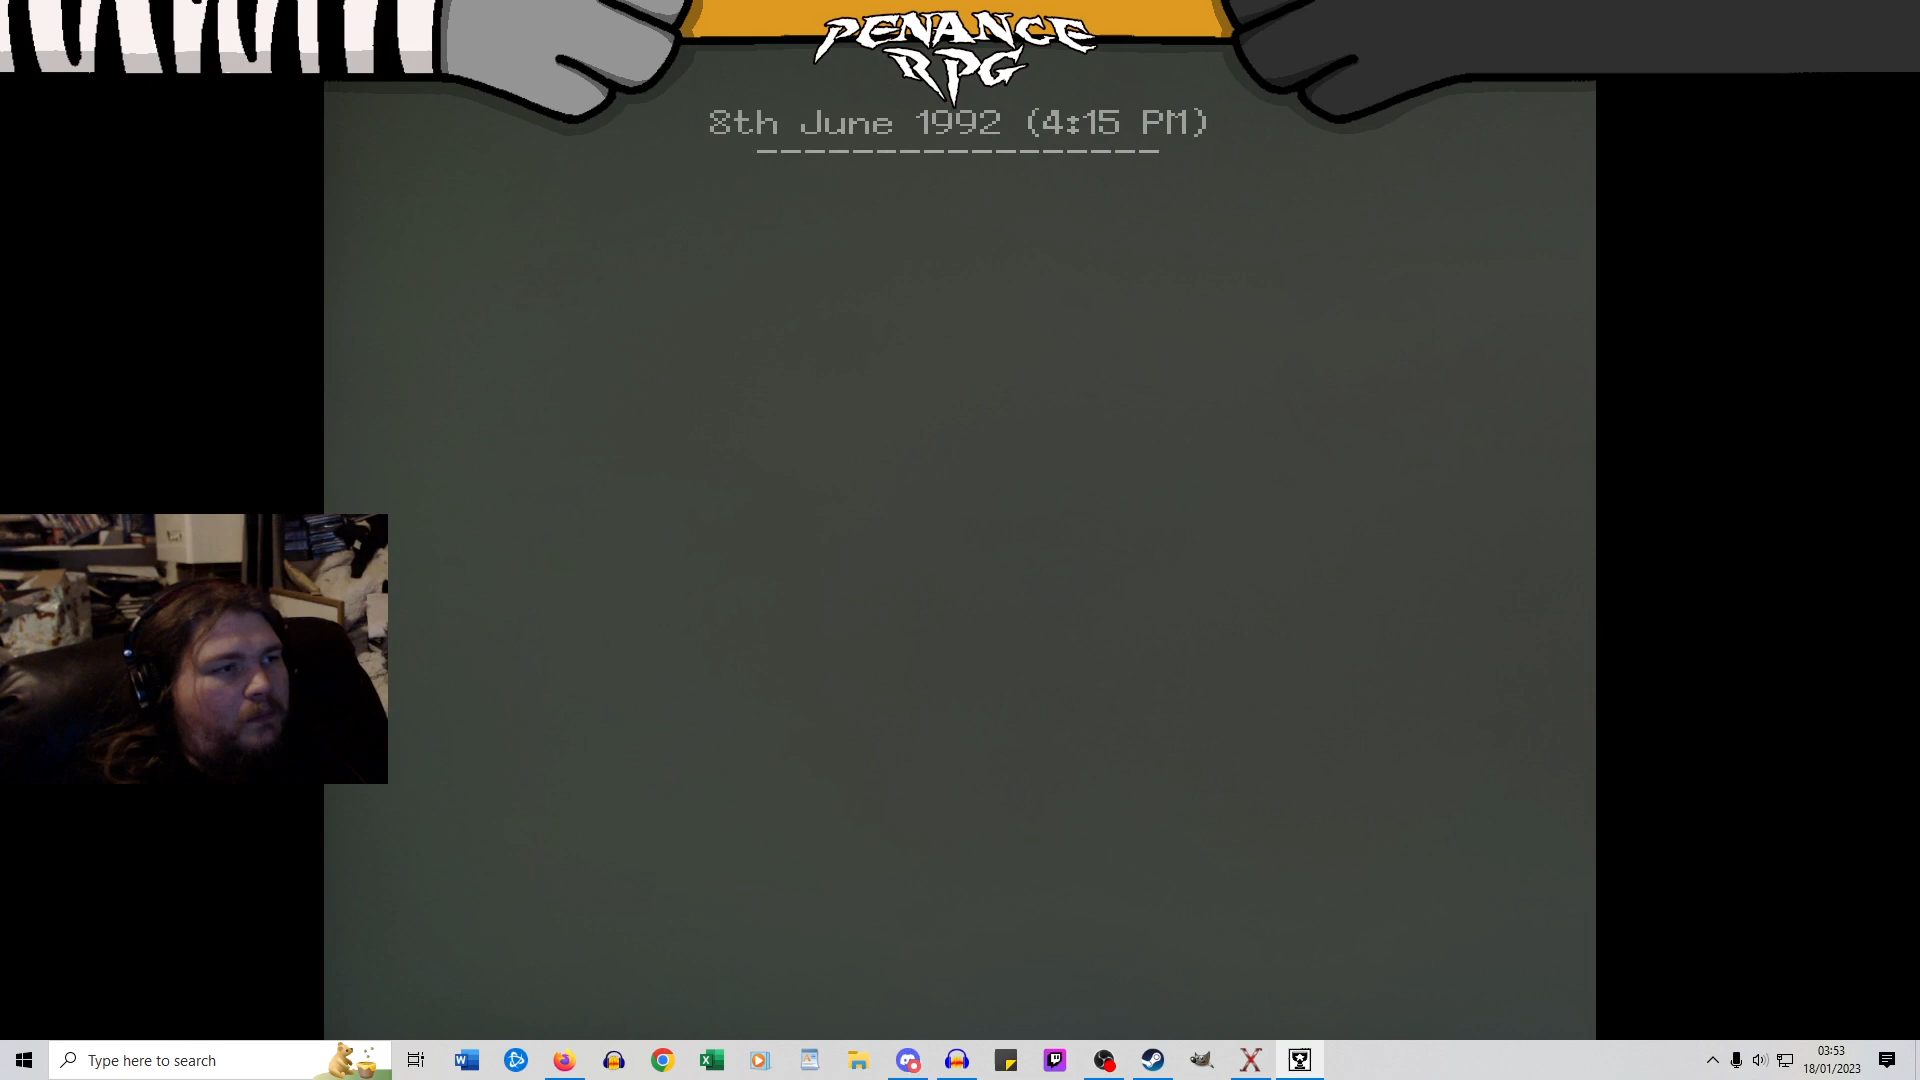 PENANCE
RPG
8th June 1992 (4:15 PM)
Type here to search
03:53
18/01/2023